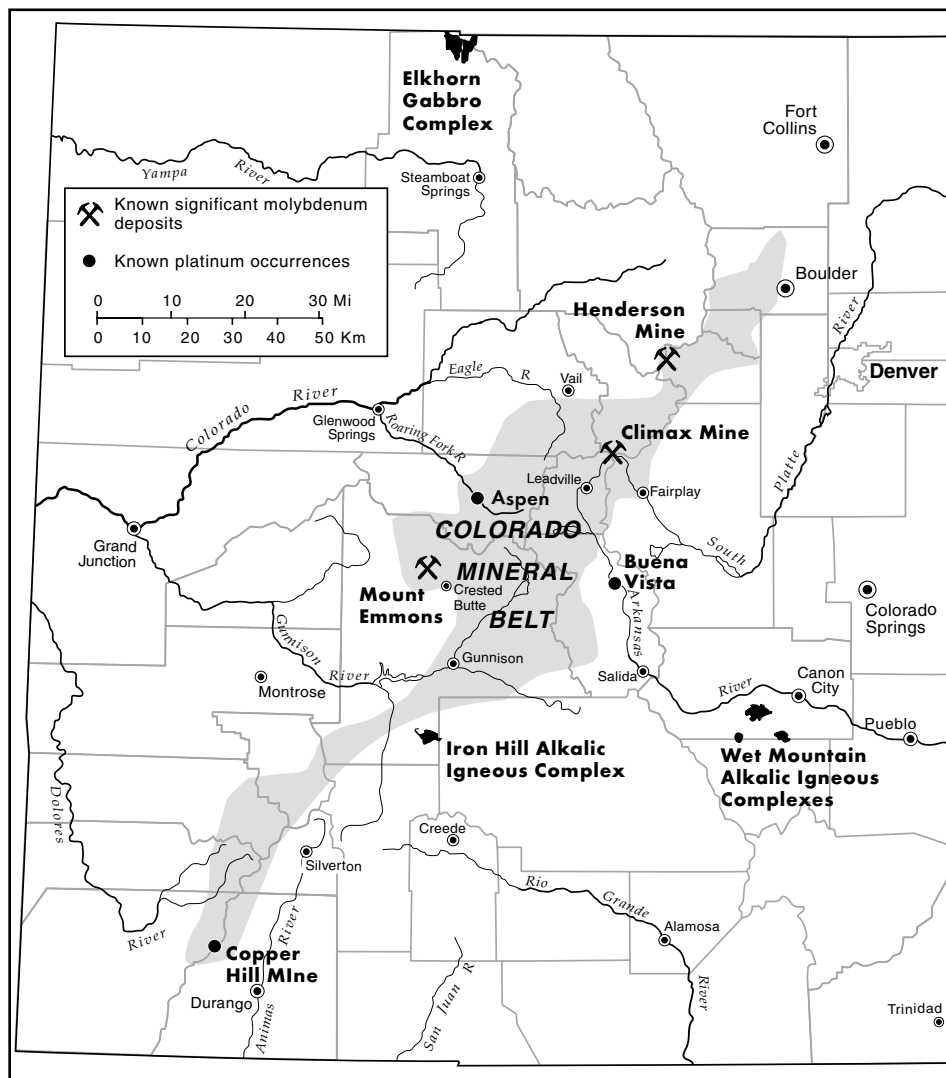 Elkhorn
Gabbro
Complex
Fort
Collins
Yampa
River
Steamboat
Springs
Known significant molybdenum
deposits
Known platinum occurrences
0 10 20 30 Mi
0 10 20 30 40 50 Km
Boulder
Henderson
Mine
River
Denver
Eagle R
Vail
Colorado River
Glenwood
Springs
Roaring Fork R
Climax Mine
Leadville
Fairplay
Platte
Aspen
Grand
Junction
COLORADO
MINERAL
BELT
South
Buena
Vista
Mount
Emmons
Crested
Butte
Arkansas
Colorado
Springs
Gunnison
River
Gunnison
Montrose
Salida
River
Canon
City
Pueblo
Iron Hill Alkalic
Igneous Complex
Wet Mountain
Alkalic Igneous
Complexes
Dolores
River
Creede
Silverton
Rio
Grande
River
Alamosa
Copper
Hill MIne
River
Durango
Animas
San Juan R
Trinidad